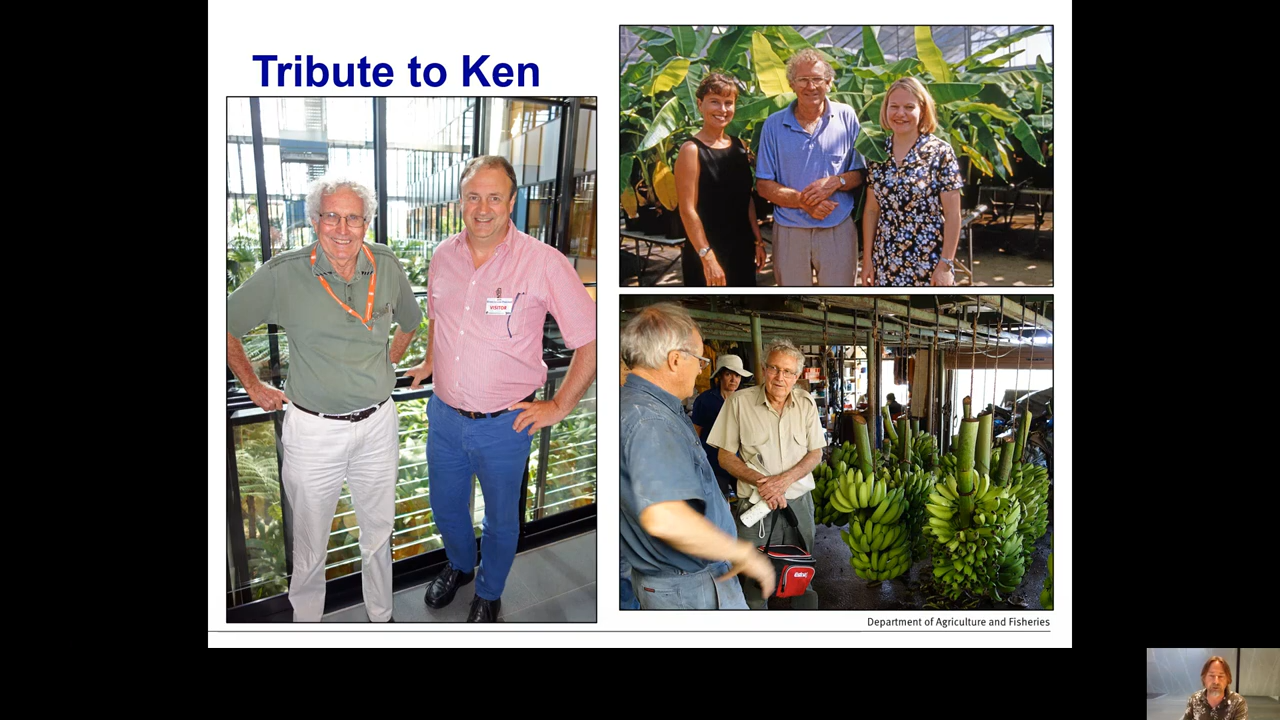 Tribute to Ken
VISITOR
Department of Agriculture and Fisheries